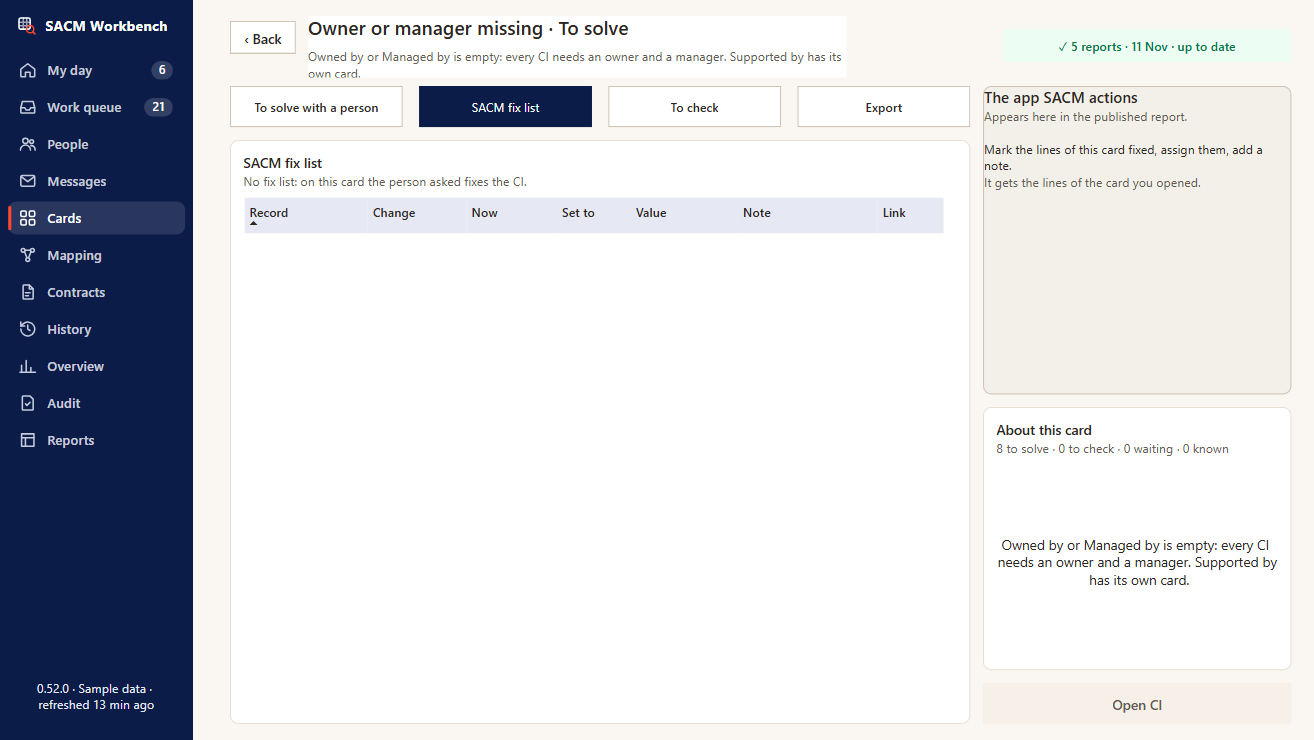 SACM Workbench
My day 6
Work queue 21
People
Messages
Cards
Mapping
Contracts
History
Overview
Audit
Reports
0.52.0 · Sample data ·
refreshed 13 min ago
‹ Back
Owner or manager missing · To solve
Owned by or Managed by is empty: every CI needs an owner and a manager. Supported by has its
own card.
✓ 5 reports · 11 Nov · up to date
To solve with a person
SACM fix list
To check
Export
SACM fix list
No fix list: on this card the person asked fixes the CI.
Record Change Now Set to Value Note Link
The app SACM actions
Appears here in the published report.
Mark the lines of this card fixed, assign them, add a
note.
It gets the lines of the card you opened.
About this card
8 to solve · 0 to check · 0 waiting · 0 known
Owned by or Managed by is empty: every CI
needs an owner and a manager. Supported by
has its own card.
Open CI